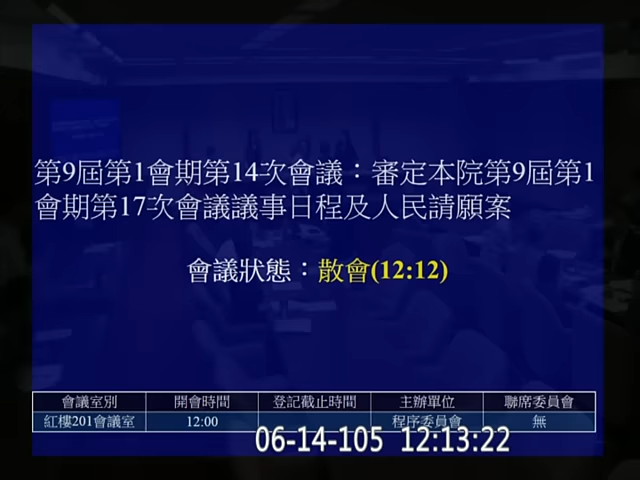 第9屆第1會期第14次會議：審定本院第9屆第1
會期第17次會議議事日程及人民請願案
會議狀態：散會(12:12)
會議室別 開會時間 登記截止時間 主辦單位 聯席委員會
紅樓201會議室 12:00 程序委員會 無
06-14-105 12:13:22